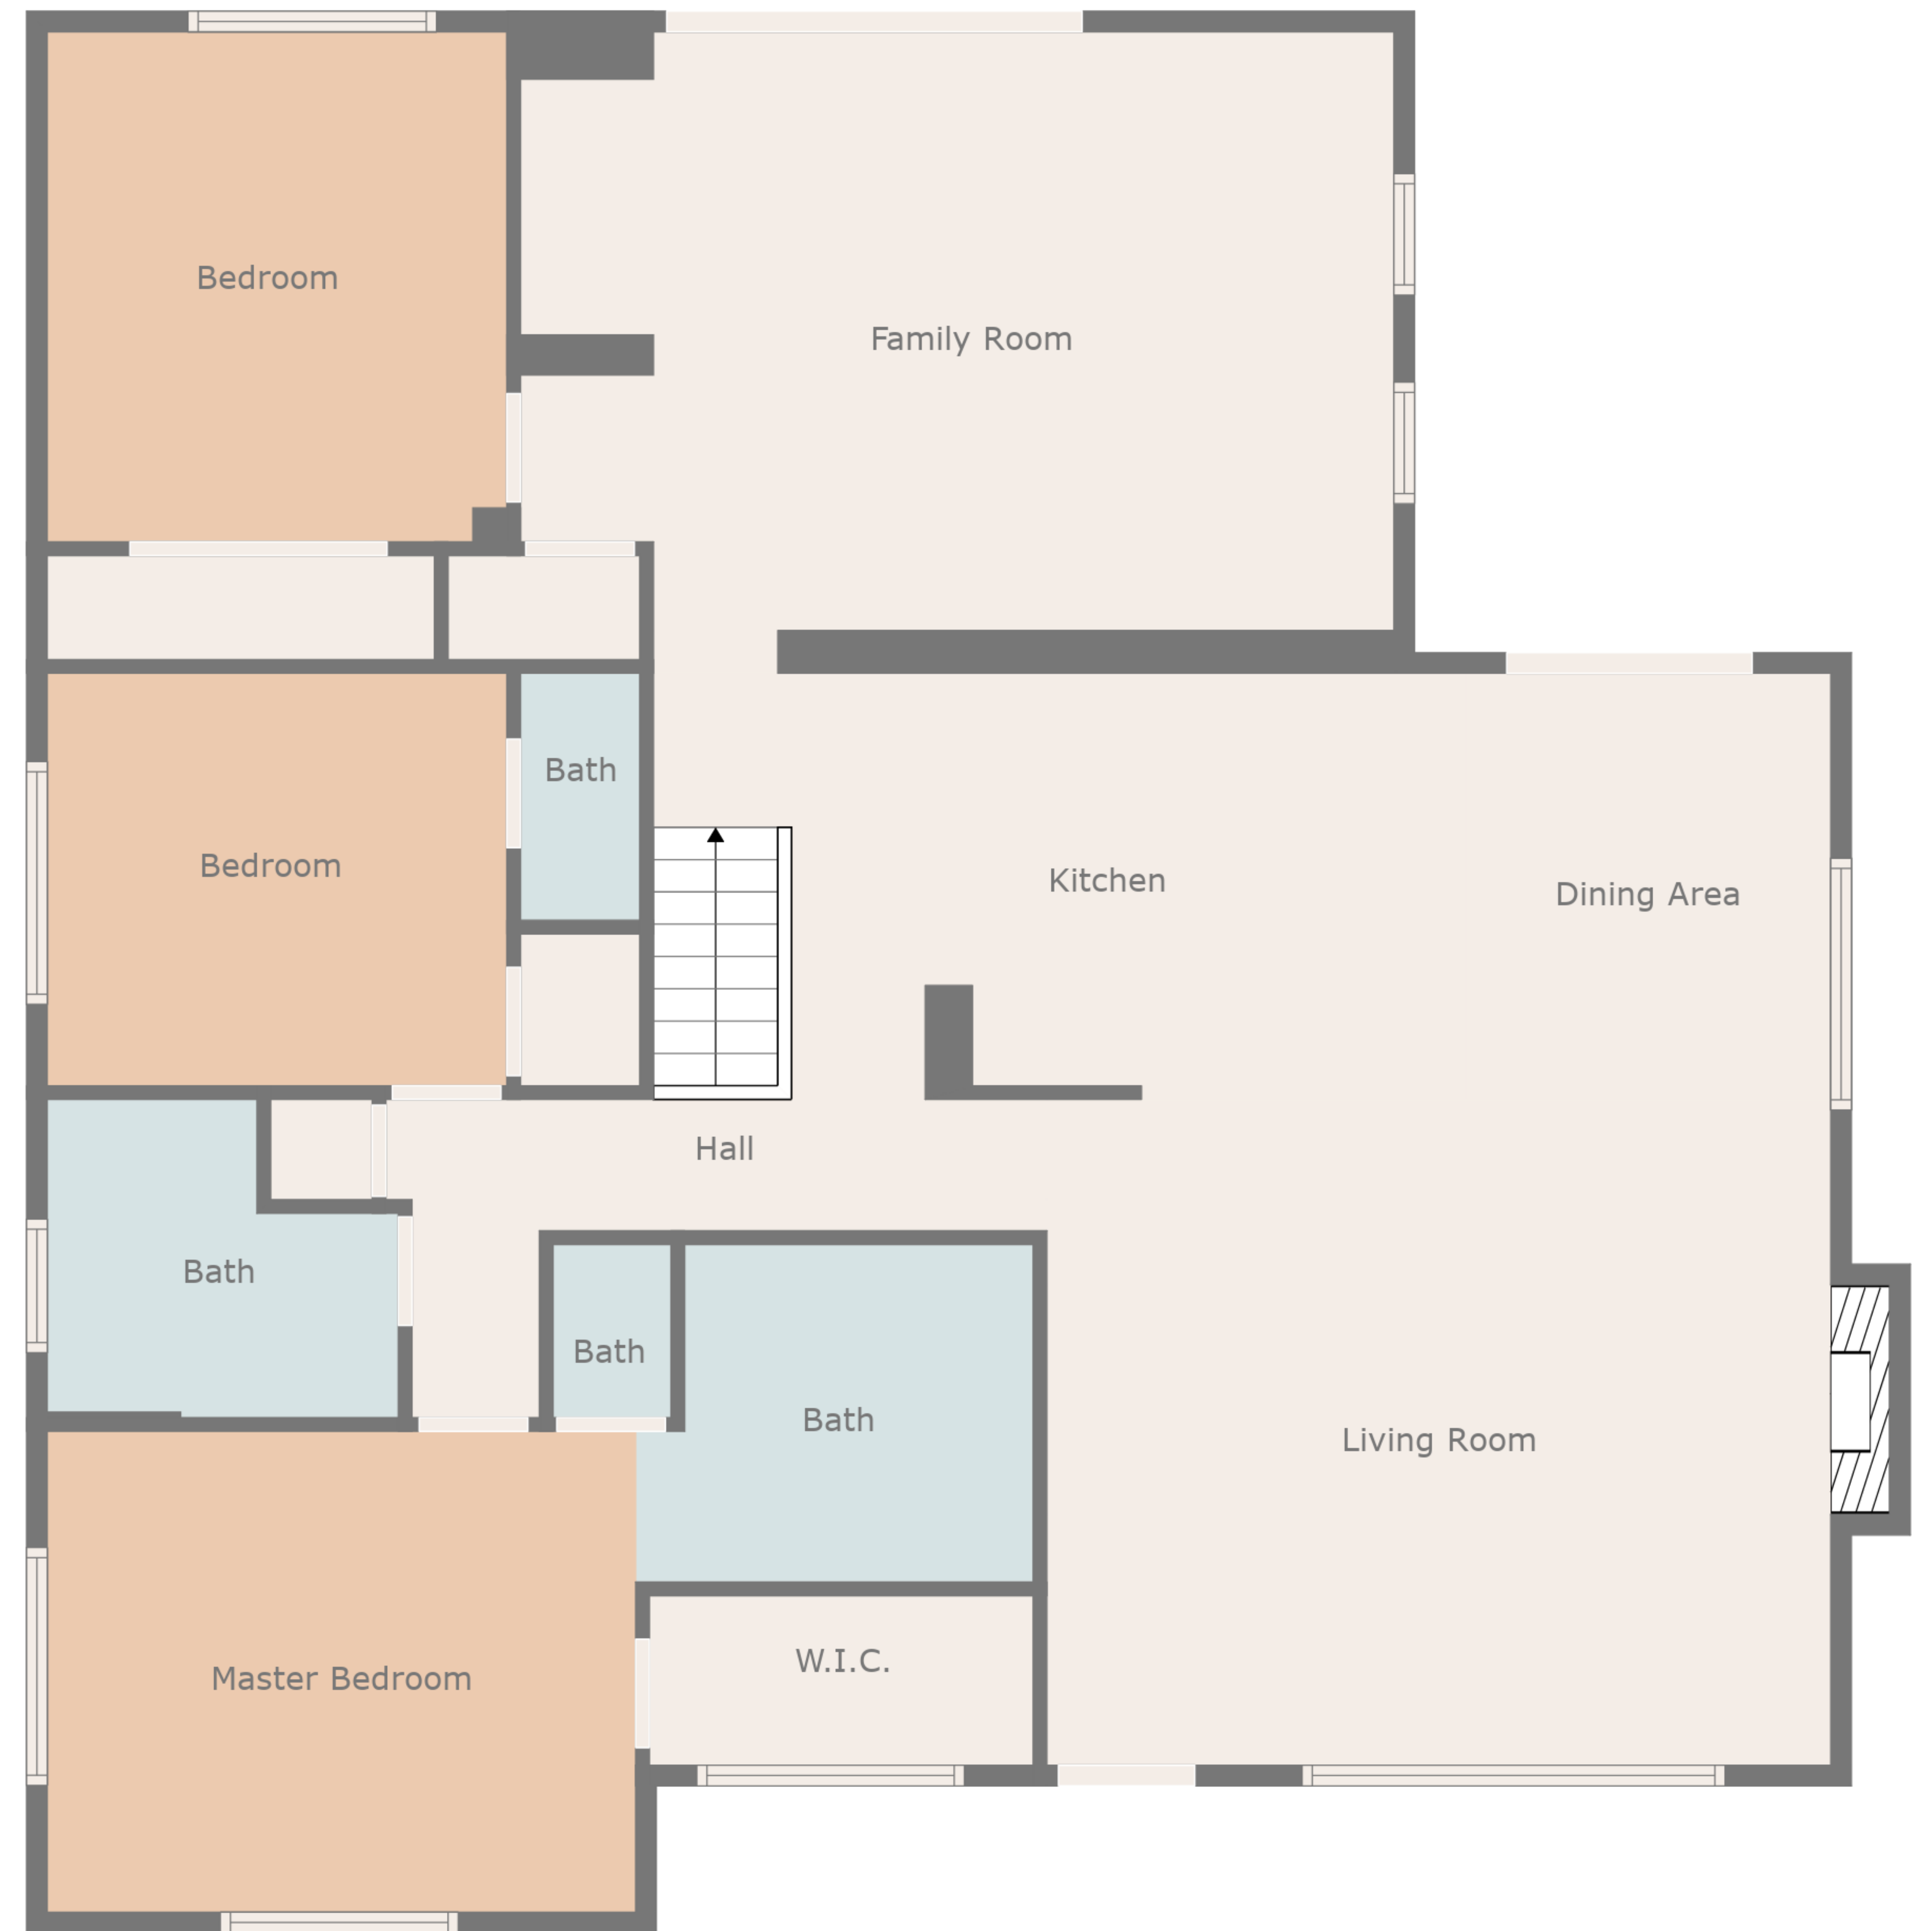 Bedroom
Family Room
Bath
Bedroom
Kitchen
Dining Area
Hall
Bath
Bath
Bath
Living Room
W.I.C.
Master Bedroom